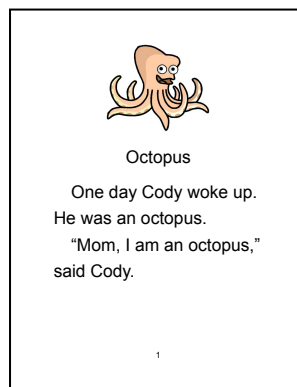 Octopus
One day Cody woke up.
He was an octopus.
“Mom, I am an octopus,”
said Cody.
1